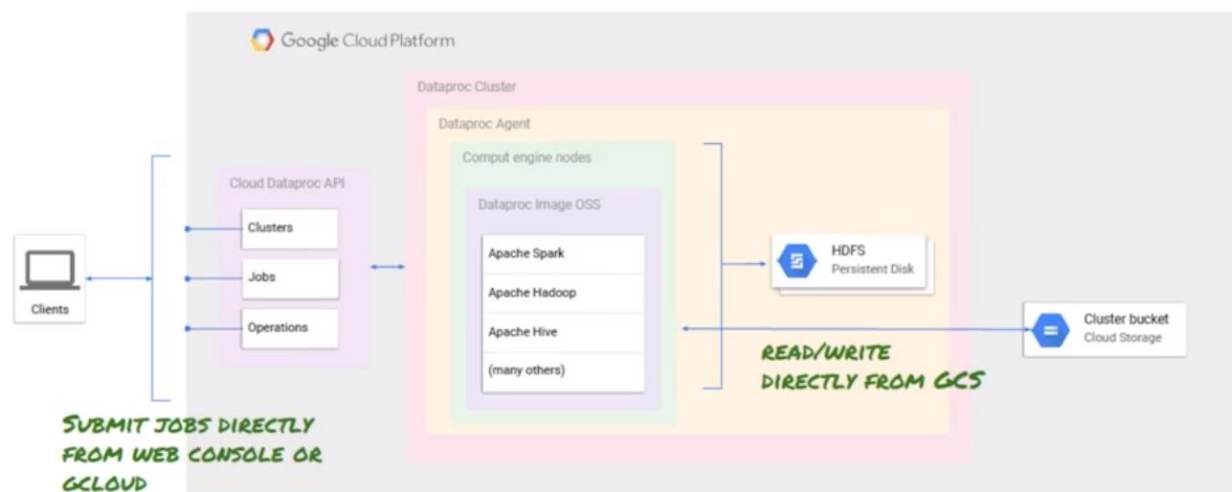 Google Cloud Platform
Dataproc Cluster
Dataproc Agent
Comput engine nodes
Cloud Dataproc API
Dataproc Image OSS
Clusters
Jobs
Operations
Clients
Apache Spark
Apache Hadoop
Apache Hive
(many others)
HDFS
Persistent Disk
Cluster bucket
Cloud Storage
READ/WRITE
DIRECTLY FROM GCS
SUBMIT JOBS DIRECTLY
FROM WEB CONSOLE OR
GCLOUD